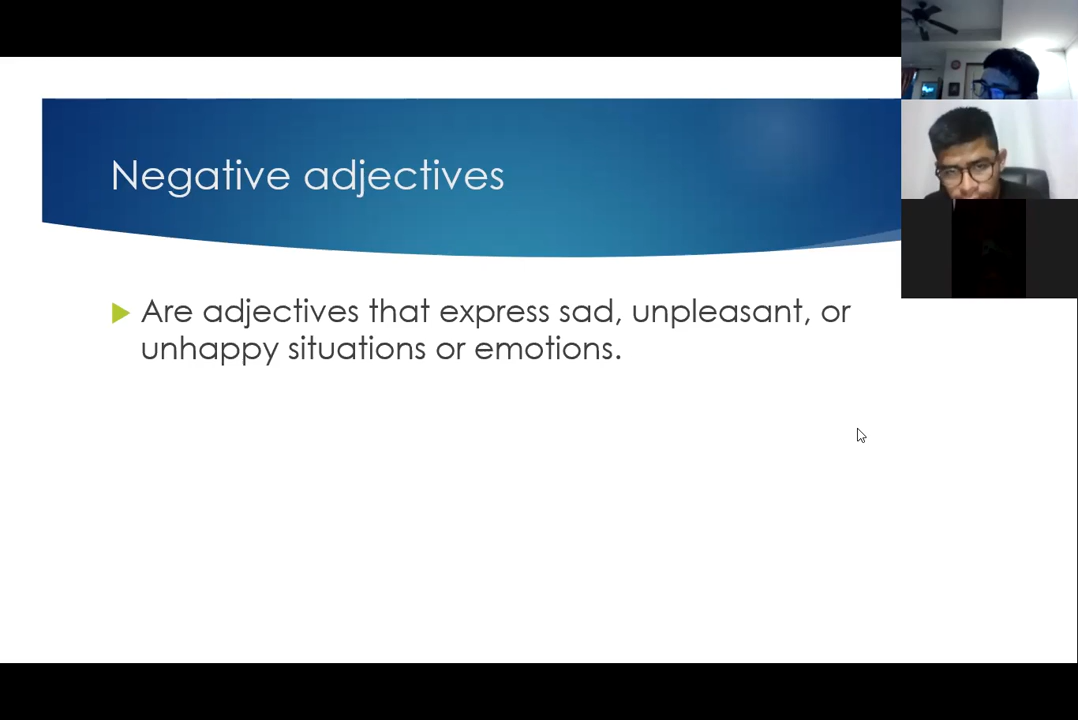 Negative adjectives
Are adjectives that express sad, unpleasant, or
unhappy situations or emotions.